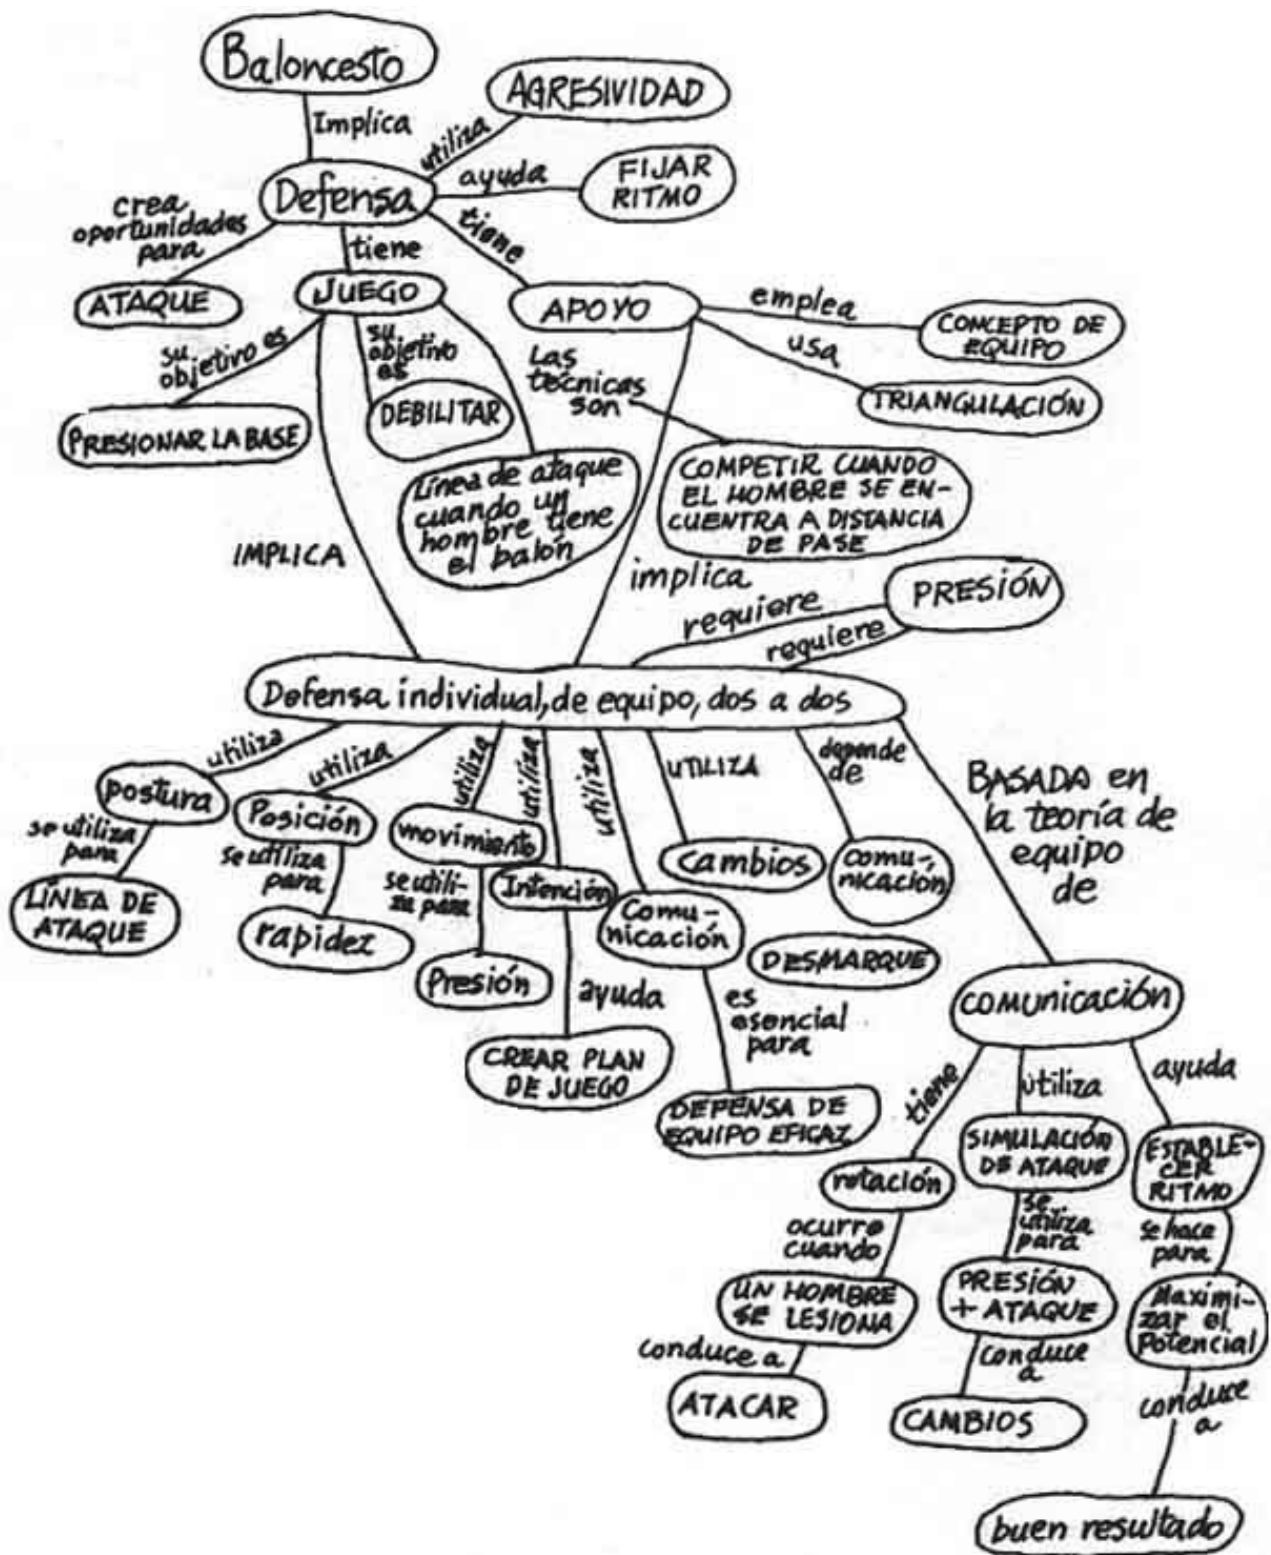 Baloncesto
Implica
AGRESIVIDAD
utiliza
ayuda
FIJAR
RITMO
Defensa
crea
oportunidades
para
tiene
tiene
ATAQUE
JUEGO
APOYO
emplea
CONCEPTO DE
EQUIPO
usa
TRIANGULACIÓN
su
objetivo es
su
objetivo
es
Las
técnicas
son
PRESIONAR LA BASE
DEBILITAR
Línea de ataque
cuando un
hombre tiene
el balón
COMPETIR CUANDO
EL HOMBRE SE EN-
CUENTRA A DISTANCIA
DE PASE
IMPLICA
implica
requiere
requiere
PRESIÓN
Defensa individual, de equipo, dos a dos
utiliza
utiliza
utiliza
utiliza
utiliza
UTILIZA
depende
de
BASADA en
la teoría de
equipo
de
postura
se utiliza
para
LÍNEA DE
ATAQUE
Posición
se utiliza
para
rapidez
movimiento
se utili-
za para
Presión
Intención
ayuda
CREAR PLAN
DE JUEGO
Comu-
nicación
es
esencial
para
DEFENSA DE
EQUIPO EFICAZ
cambios
comu-
nicación
DESMARQUE
comunicación
tiene
utiliza
ayuda
rotación
ocurre
cuando
UN HOMBRE
SE LESIONA
conduce a
ATACAR
SIMULACIÓN
DE ATAQUE
se
utiliza
para
PRESIÓN
+ ATAQUE
conduce
a
CAMBIOS
ESTABLE-
CER
RITMO
se hace
para
Maximi-
zar el
Potencial
conduce
a
buen resultado